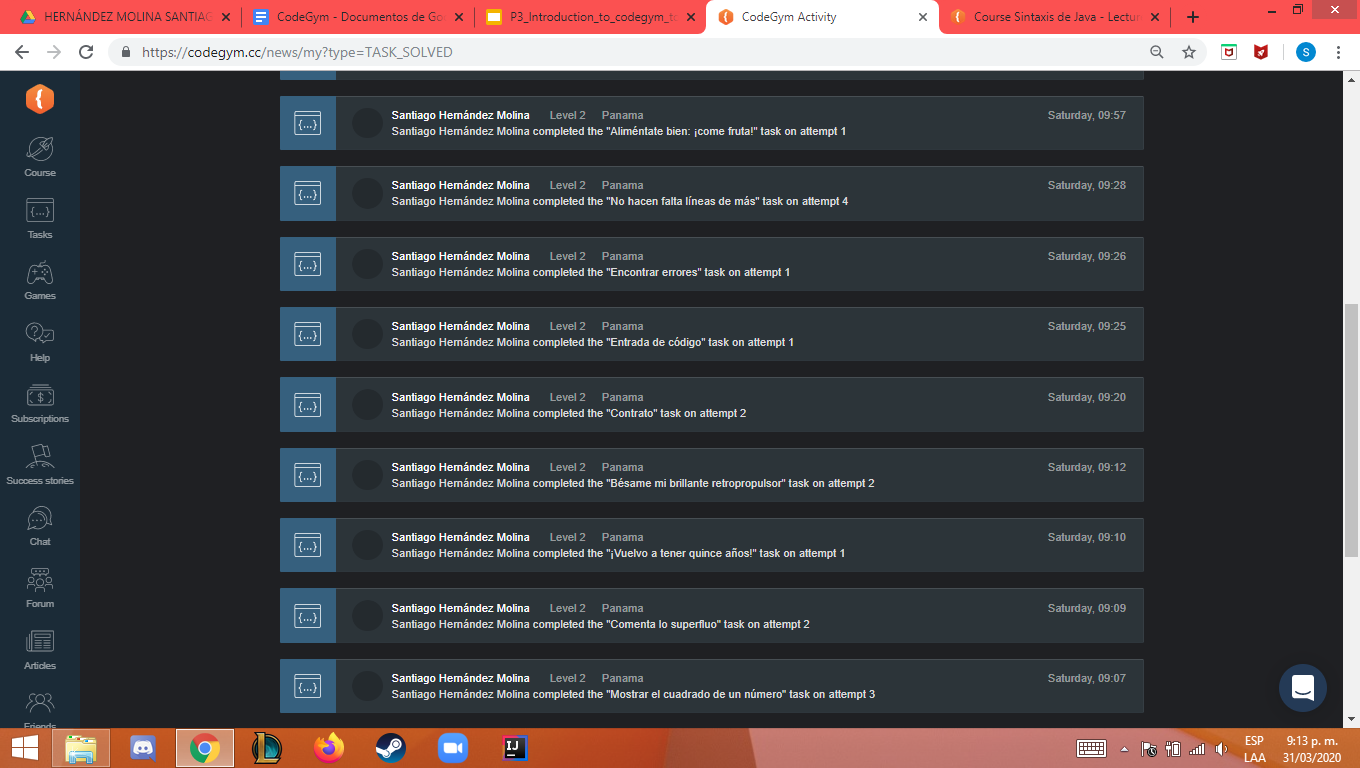 HERNÁNDEZ MOLINA SANTIAG
CodeGym - Documentos de Go
P3_Introduction_to_codegym_to
CodeGym Activity
Course Sintaxis de Java - Lectur
https://codegym.cc/news/my?type=TASK_SOLVED
S
Course
Tasks
Games
Help
Subscriptions
Success stories
Chat
Forum
Articles
Friends
Santiago Hernández Molina Level 2 Panama Saturday, 09:57
Santiago Hernández Molina completed the "Aliméntate bien: ¡come fruta!" task on attempt 1
Santiago Hernández Molina Level 2 Panama Saturday, 09:28
Santiago Hernández Molina completed the "No hacen falta líneas de más" task on attempt 4
Santiago Hernández Molina Level 2 Panama Saturday, 09:26
Santiago Hernández Molina completed the "Encontrar errores" task on attempt 1
Santiago Hernández Molina Level 2 Panama Saturday, 09:25
Santiago Hernández Molina completed the "Entrada de código" task on attempt 1
Santiago Hernández Molina Level 2 Panama Saturday, 09:20
Santiago Hernández Molina completed the "Contrato" task on attempt 2
Santiago Hernández Molina Level 2 Panama Saturday, 09:12
Santiago Hernández Molina completed the "Bésame mi brillante retropropulsor" task on attempt 2
Santiago Hernández Molina Level 2 Panama Saturday, 09:10
Santiago Hernández Molina completed the "¡Vuelvo a tener quince años!" task on attempt 1
Santiago Hernández Molina Level 2 Panama Saturday, 09:09
Santiago Hernández Molina completed the "Comenta lo superfluo" task on attempt 2
Santiago Hernández Molina Level 2 Panama Saturday, 09:07
Santiago Hernández Molina completed the "Mostrar el cuadrado de un número" task on attempt 3
IJ
ESP 9:13 p. m.
LAA 31/03/2020